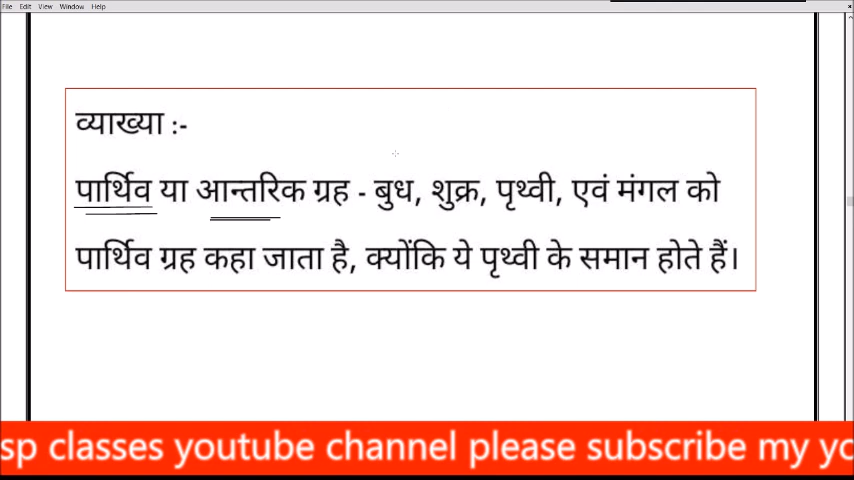 File Edit View Window Help
व्याख्या :-
पार्थिव या आन्तरिक ग्रह - बुध, शुक्र, पृथ्वी, एवं मंगल को
पार्थिव ग्रह कहा जाता है, क्योंकि ये पृथ्वी के समान होते हैं।
sp classes youtube channel please subscribe my yo